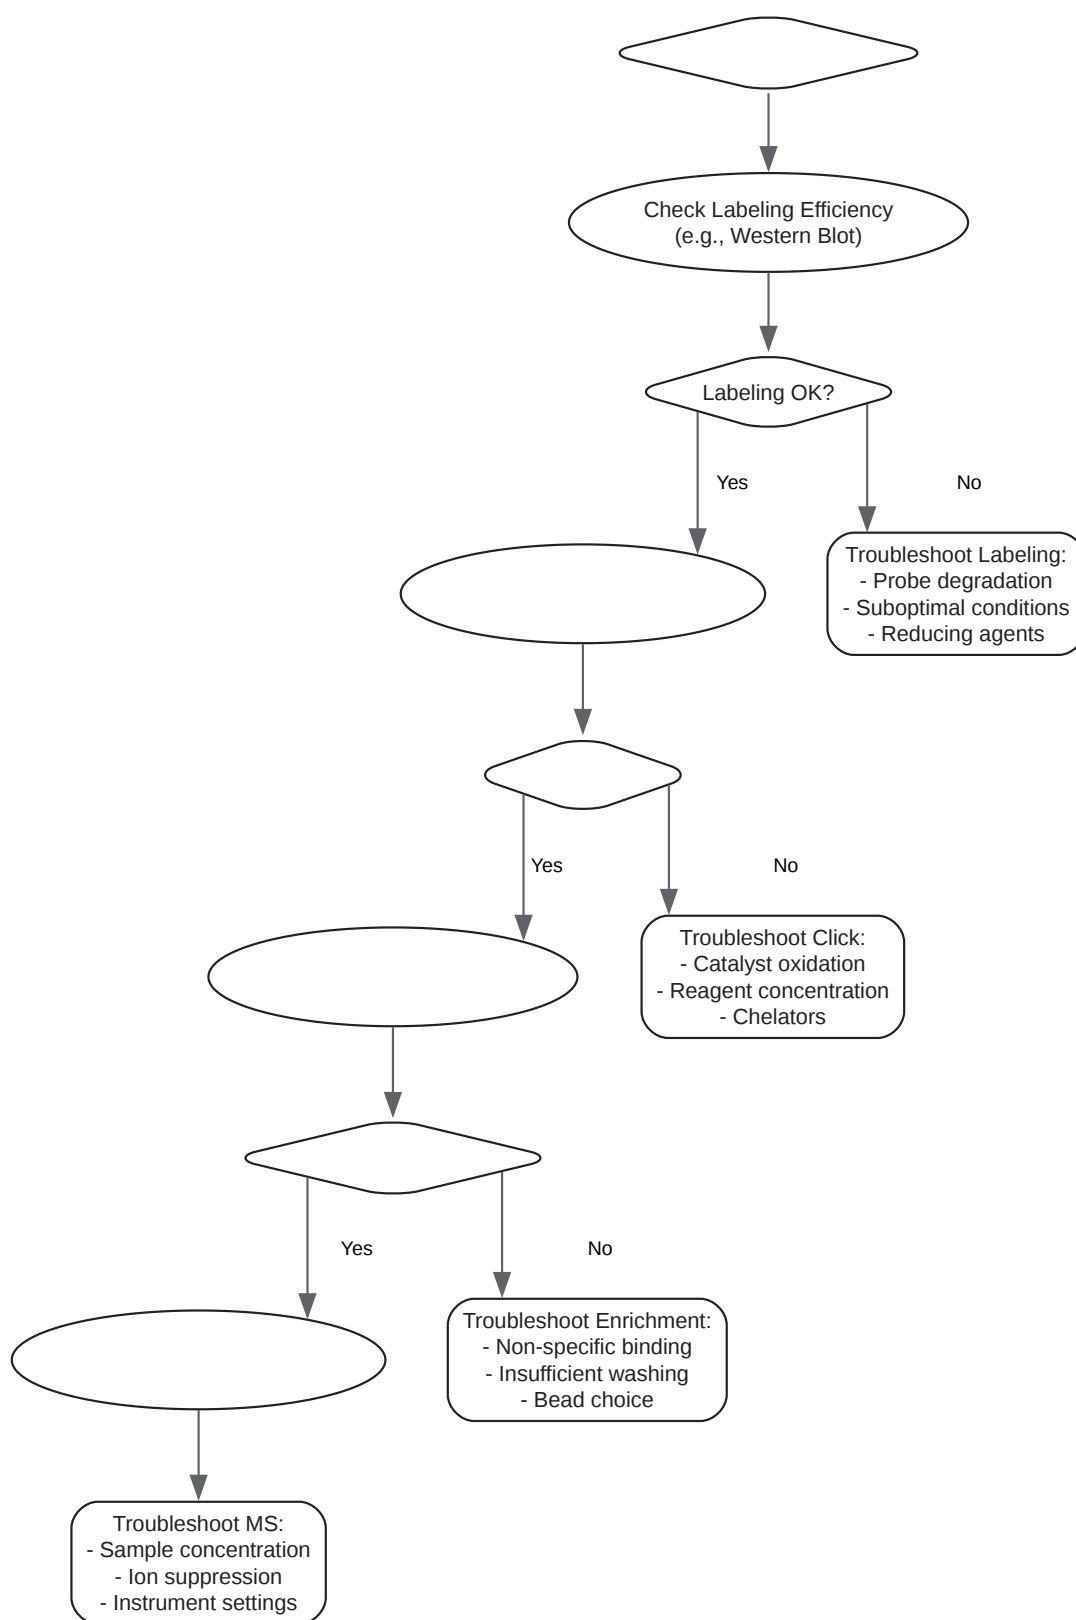 Check Labeling Efficiency
(e.g., Western Blot)
Labeling OK?
Yes
No
Troubleshoot Labeling:
- Probe degradation
- Suboptimal conditions
- Reducing agents
Yes
No
Troubleshoot Click:
- Catalyst oxidation
- Reagent concentration
- Chelators
Yes
No
Troubleshoot Enrichment:
- Non-specific binding
- Insufficient washing
- Bead choice
Troubleshoot MS:
- Sample concentration
- Ion suppression
- Instrument settings